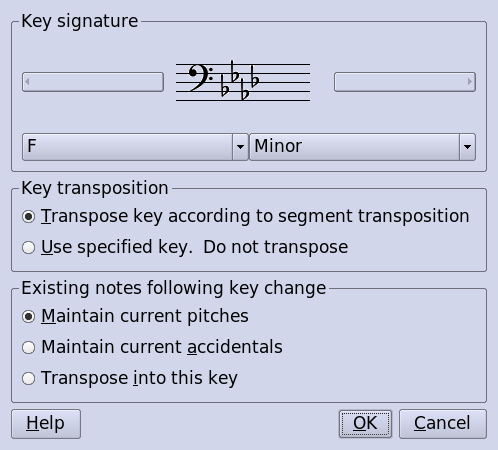 Key signature
F
Minor
Key transposition
Transpose key according to segment transposition
Use specified key.  Do not transpose
Existing notes following key change
Maintain current pitches
Maintain current accidentals
Transpose into this key
Help
OK
Cancel